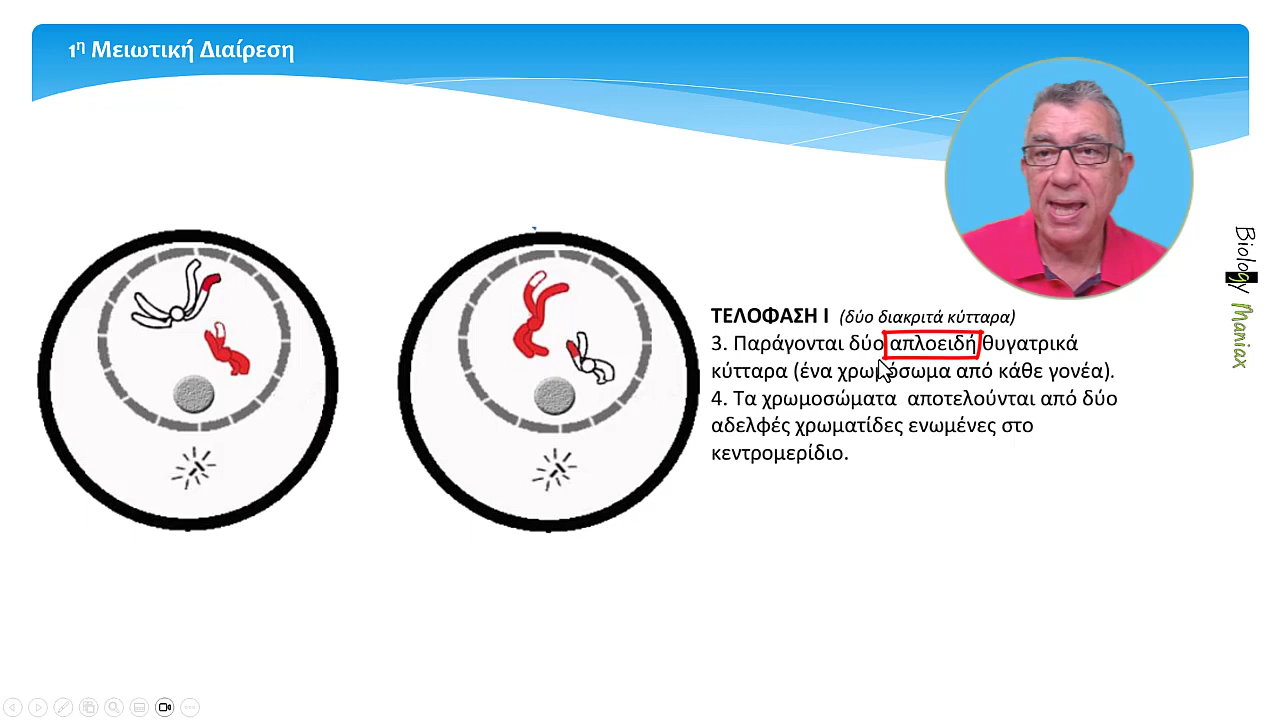 1η Μειωτική Διαίρεση
ΤΕΛΟΦΑΣΗ Ι (δύο διακριτά κύτταρα)
3. Παράγονται δύο απλοειδή θυγατρικά
κύτταρα (ένα χρωμόσωμα από κάθε γονέα).
4. Τα χρωμοσώματα αποτελούνται από δύο
αδελφές χρωματίδες ενωμένες στο
κεντρομερίδιο.
Biology Maniax